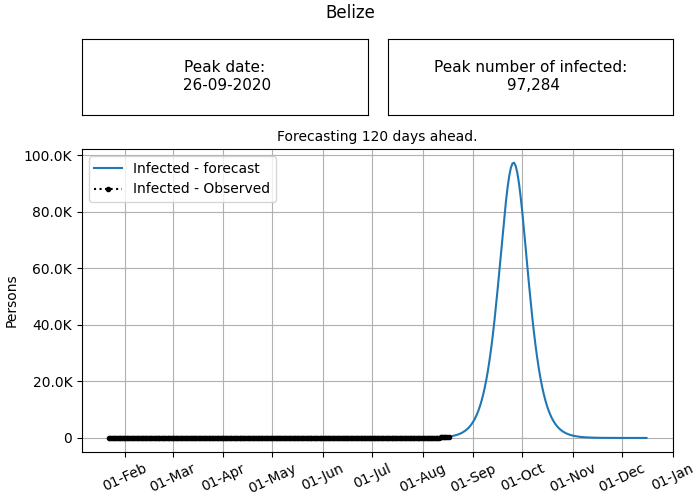 Belize
Peak date:
26-09-2020
Peak number of infected:
97,284
Forecasting 120 days ahead.
Infected - forecast
Infected - Observed
Persons
100.0K
80.0K
60.0K
40.0K
20.0K
0
01-Feb
01-Mar
01-Apr
01-May
01-Jun
01-Jul
01-Aug
01-Sep
01-Oct
01-Nov
01-Dec
01-Jan